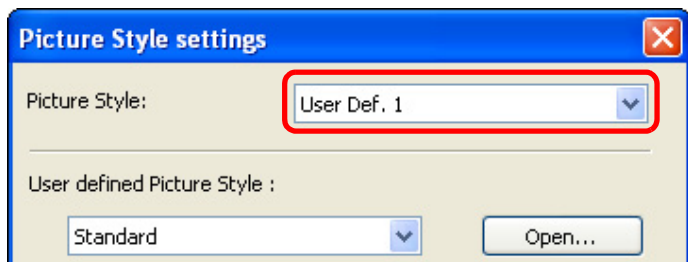 Picture Style settings
Picture Style: User Def. 1
User defined Picture Style :
Standard Open...